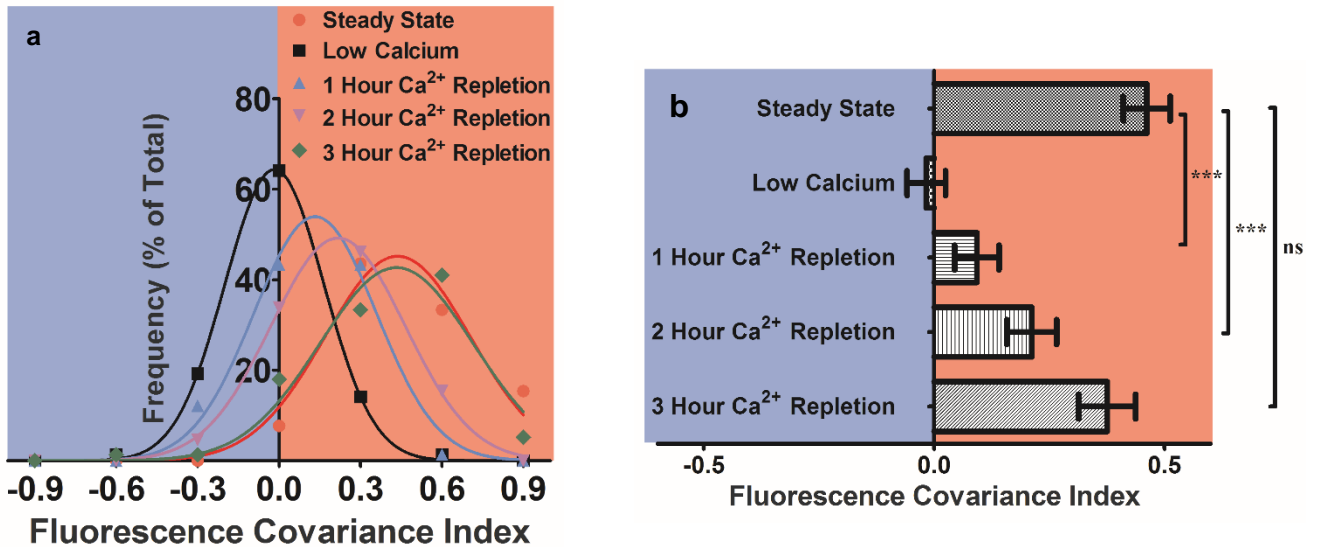 a
Steady State
Low Calcium
1 Hour Ca²⁺ Repletion
2 Hour Ca²⁺ Repletion
3 Hour Ca²⁺ Repletion
80
60
40
20
Frequency (% of Total)
-0.9 -0.6 -0.3 0.0 0.3 0.6 0.9
Fluorescence Covariance Index
b
Steady State
Low Calcium
1 Hour Ca²⁺ Repletion
2 Hour Ca²⁺ Repletion
3 Hour Ca²⁺ Repletion
***
***
ns
-0.5 0.0 0.5
Fluorescence Covariance Index